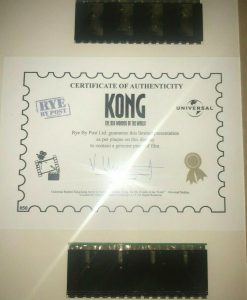 CERTIFICATE OF AUTHENTICITY
RYE
BY POST
KONG
THE 8TH WONDER OF THE WORLD
UNIVERSAL
Rye By Post Ltd. guarantee this limited presentation
as per plaque on this display
to contain a genuine piece of film.